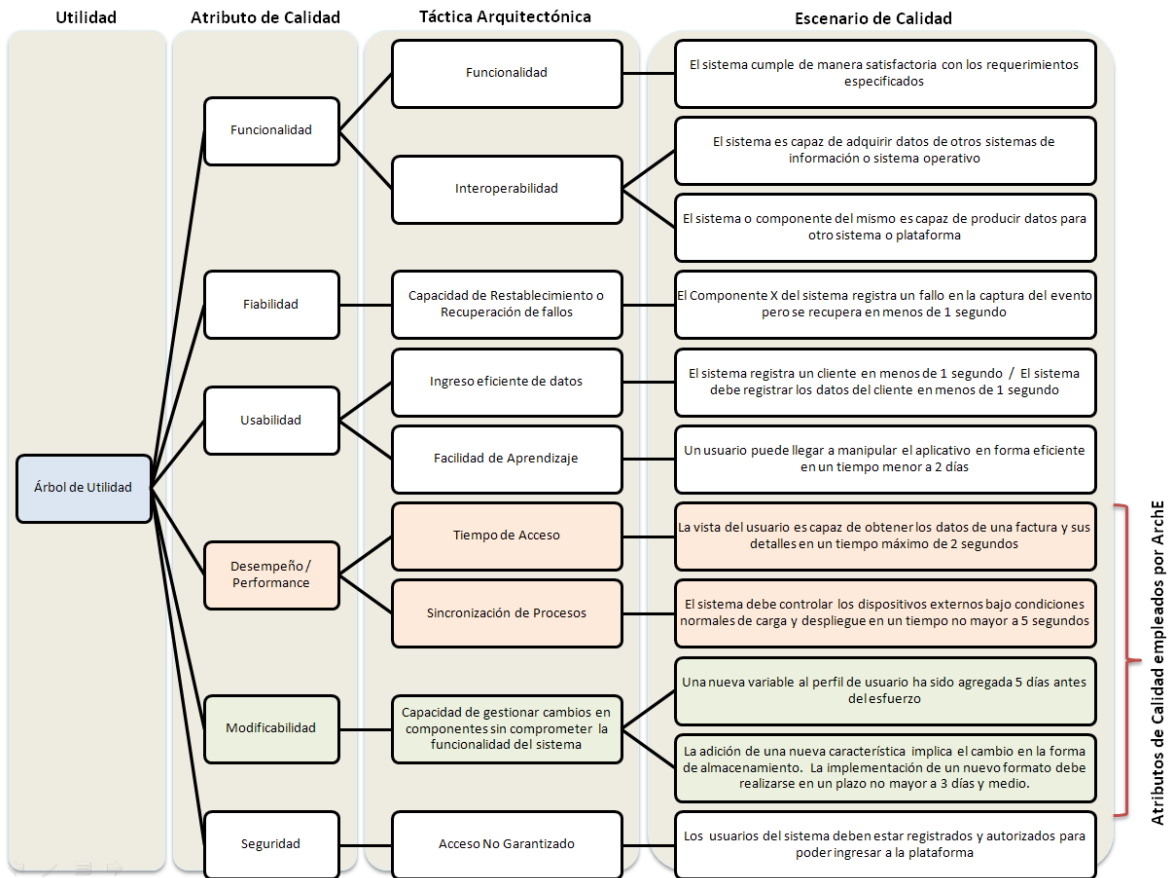 Utilidad
Atributo de Calidad
Táctica Arquitectónica
Escenario de Calidad
Árbol de Utilidad
Funcionalidad
Funcionalidad
El sistema cumple de manera satisfactoria con los requerimientos
especificados
Interoperabilidad
El sistema es capaz de adquirir datos de otros sistemas de
información o sistema operativo
El sistema o componente del mismo es capaz de producir datos para
otro sistema o plataforma
Fiabilidad
Capacidad de Restablecimiento o
Recuperación de fallos
El Componente X del sistema registra un fallo en la captura del evento
pero se recupera en menos de 1 segundo
Usabilidad
Ingreso eficiente de datos
El sistema registra un cliente en menos de 1 segundo / El sistema
debe registrar los datos del cliente en menos de 1 segundo
Facilidad de Aprendizaje
Un usuario puede llegar a manipular el aplicativo en forma eficiente
en un tiempo menor a 2 días
Desempeño /
Performance
Tiempo de Acceso
La vista del usuario es capaz de obtener los datos de una factura y sus
detalles en un tiempo máximo de 2 segundos
Sincronización de Procesos
El sistema debe controlar los dispositivos externos bajo condiciones
normales de carga y despliegue en un tiempo no mayor a 5 segundos
Modificabilidad
Capacidad de gestionar cambios en
componentes sin comprometer la
funcionalidad del sistema
Una nueva variable al perfil de usuario ha sido agregada 5 días antes
del esfuerzo
La adición de una nueva característica implica el cambio en la forma
de almacenamiento. La implementación de un nuevo formato debe
realizarse en un plazo no mayor a 3 días y medio.
Seguridad
Acceso No Garantizado
Los usuarios del sistema deben estar registrados y autorizados para
poder ingresar a la plataforma
Atributos de Calidad empleados por ArchE